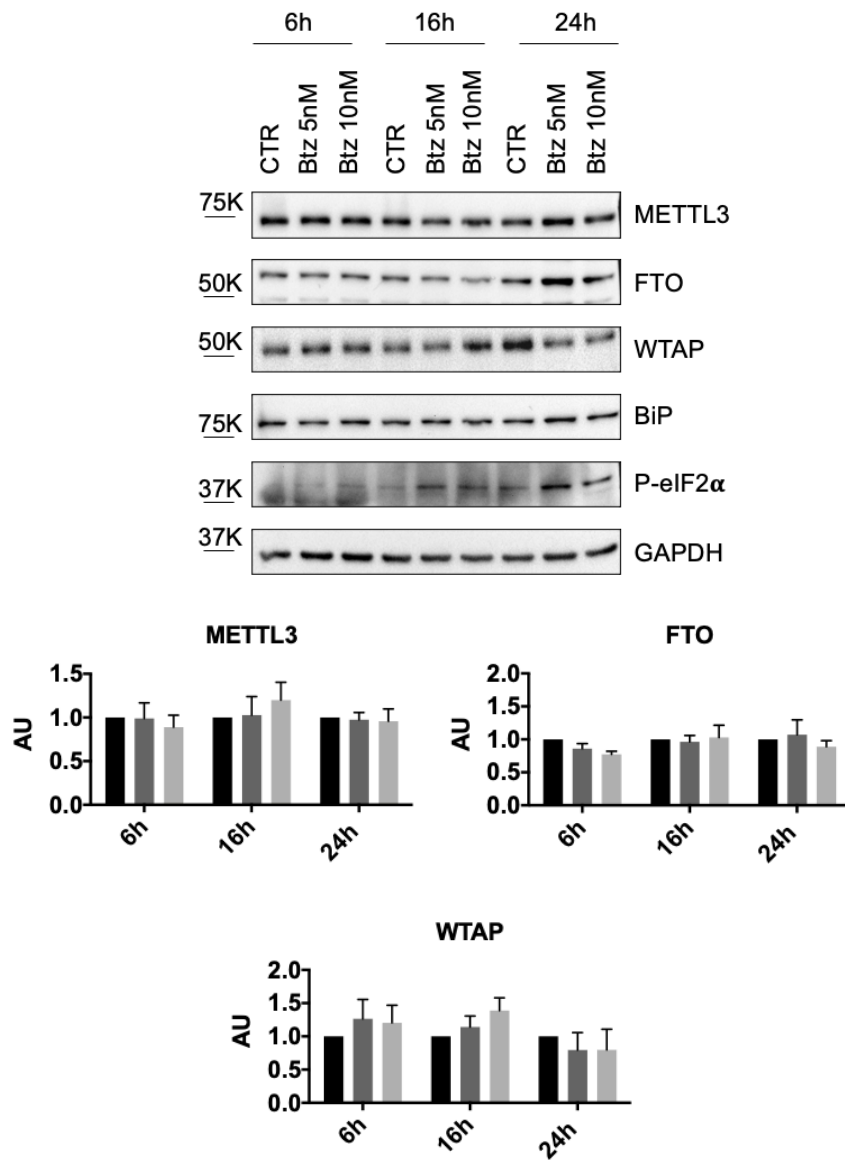 6h 16h 24h
CTR Btz 5nM Btz 10nM CTR Btz 5nM Btz 10nM CTR Btz 5nM Btz 10nM
75K METTL3
50K FTO
50K WTAP
75K BiP
37K P-eIF2α
37K GAPDH
METTL3
AU
1.5
1.0
0.5
0.0
6h 16h 24h
FTO
AU
2.0
1.5
1.0
0.5
0.0
6h 16h 24h
WTAP
AU
2.0
1.5
1.0
0.5
0.0
6h 16h 24h